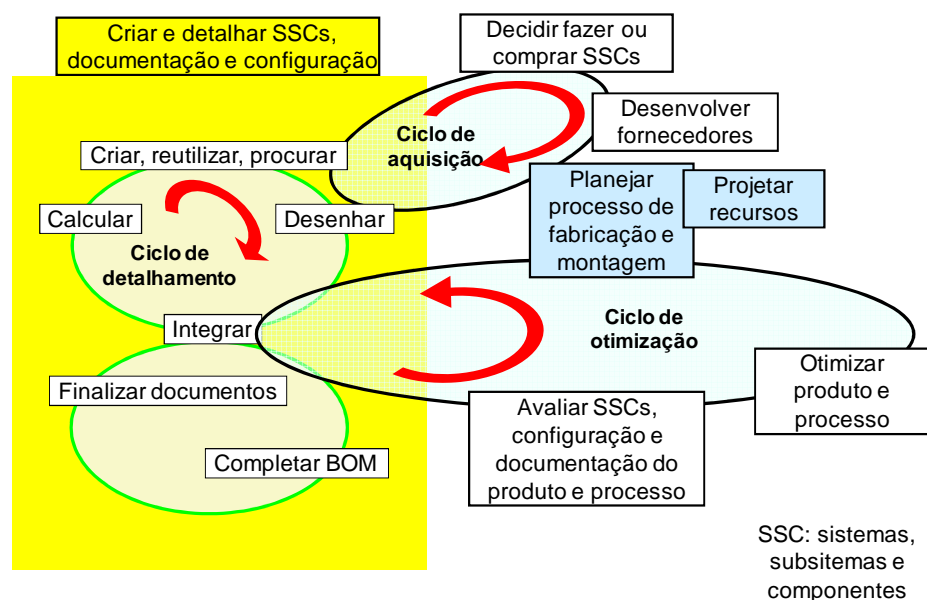 Criar e detalhar SSCs,
documentação e configuração
Decidir fazer ou
comprar SSCs
Desenvolver
fornecedores
Ciclo de
aquisição
Criar, reutilizar, procurar
Planejar
processo de
fabricação e
montagem
Projetar
recursos
Calcular
Desenhar
Ciclo de
detalhamento
Integrar
Ciclo de
otimização
Finalizar documentos
Otimizar
produto e
processo
Avaliar SSCs,
configuração e
documentação do
produto e processo
Completar BOM
SSC: sistemas,
subsitemas e
componentes